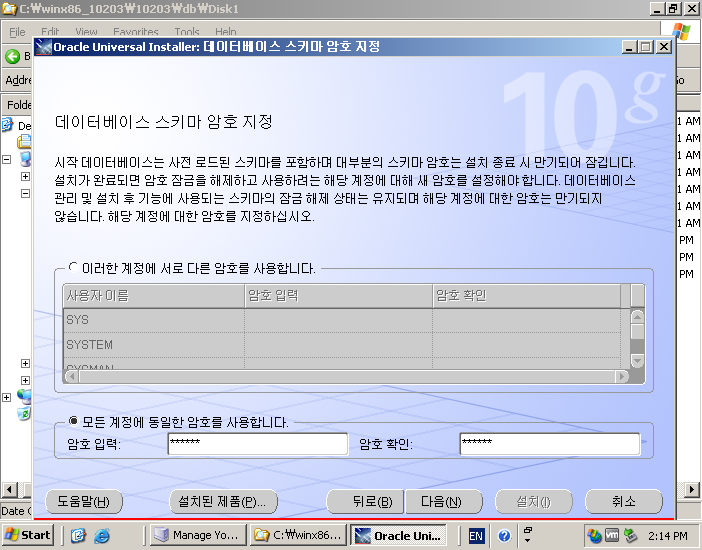 C:₩winx86_10203₩10203₩db₩Disk1
File Edit View Favorites Tools Help
Oracle Universal Installer: 데이터베이스 스키마 암호 지정
B
Addre
Go
Folde
De
10g
데이터베이스 스키마 암호 지정
1 AM
1 AM
1 AM
1 AM
1 AM
1 AM
1 AM
PM
PM
PM
시작 데이터베이스는 사전 로드된 스키마를 포함하며 대부분의 스키마 암호는 설치 종료 시 만기되어 잠깁니다.
설치가 완료되면 암호 잠금을 해제하고 사용하려는 해당 계정에 대해 새 암호를 설정해야 합니다. 데이터베이스
관리 및 설치 후 기능에 사용되는 스키마의 잠금 해제 상태는 유지되며 해당 계정에 대한 암호는 만기되지
않습니다. 해당 계정에 대한 암호를 지정하십시오.
이러한 계정에 서로 다른 암호를 사용합니다.
사용자 이름 암호 입력 암호 확인
SYS
SYSTEM
SYSMAN
모든 계정에 동일한 암호를 사용합니다.
암호 입력: ****** 암호 확인: ******
도움말(H) 설치된 제품(P)... 뒤로(B) 다음(N) 설치(I) 취소
Date C
Start Manage Yo... C:₩winx86... Oracle Uni... EN 2:14 PM